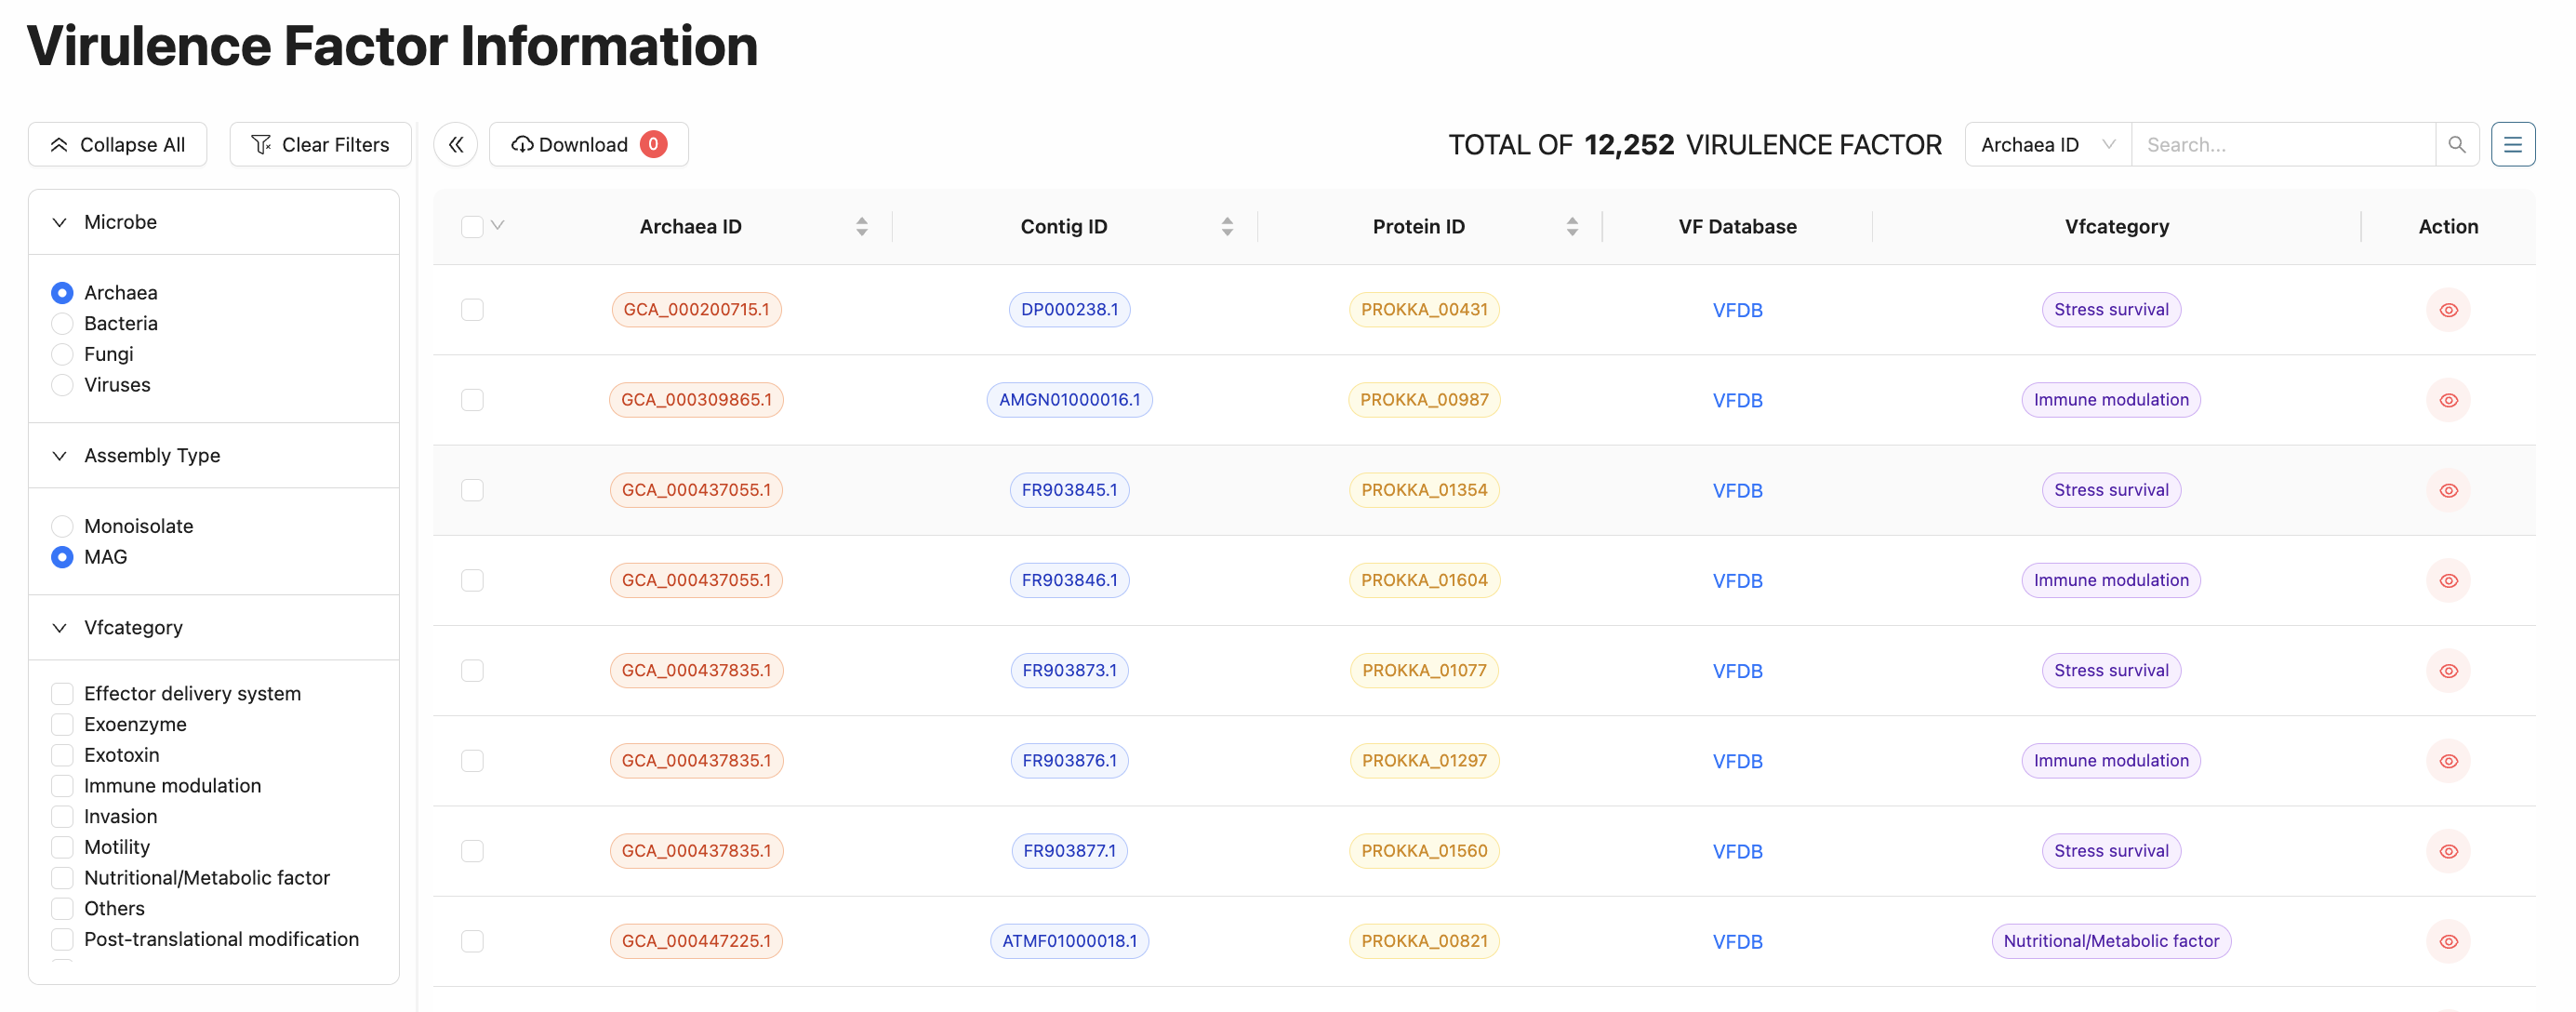 Virulence Factor Information
Collapse All
Clear Filters
Download 0
TOTAL OF 12,252 VIRULENCE FACTOR
Archaea ID
Search...
Microbe
Archaea
Bacteria
Fungi
Viruses
Assembly Type
Monoisolate
MAG
Vfcategory
Effector delivery system
Exoenzyme
Exotoxin
Immune modulation
Invasion
Motility
Nutritional/Metabolic factor
Others
Post-translational modification
Archaea ID Contig ID Protein ID VF Database Vfcategory Action
GCA_000200715.1 DP000238.1 PROKKA_00431 VFDB Stress survival
GCA_000309865.1 AMGN01000016.1 PROKKA_00987 VFDB Immune modulation
GCA_000437055.1 FR903845.1 PROKKA_01354 VFDB Stress survival
GCA_000437055.1 FR903846.1 PROKKA_01604 VFDB Immune modulation
GCA_000437835.1 FR903873.1 PROKKA_01077 VFDB Stress survival
GCA_000437835.1 FR903876.1 PROKKA_01297 VFDB Immune modulation
GCA_000437835.1 FR903877.1 PROKKA_01560 VFDB Stress survival
GCA_000447225.1 ATMF01000018.1 PROKKA_00821 VFDB Nutritional/Metabolic factor